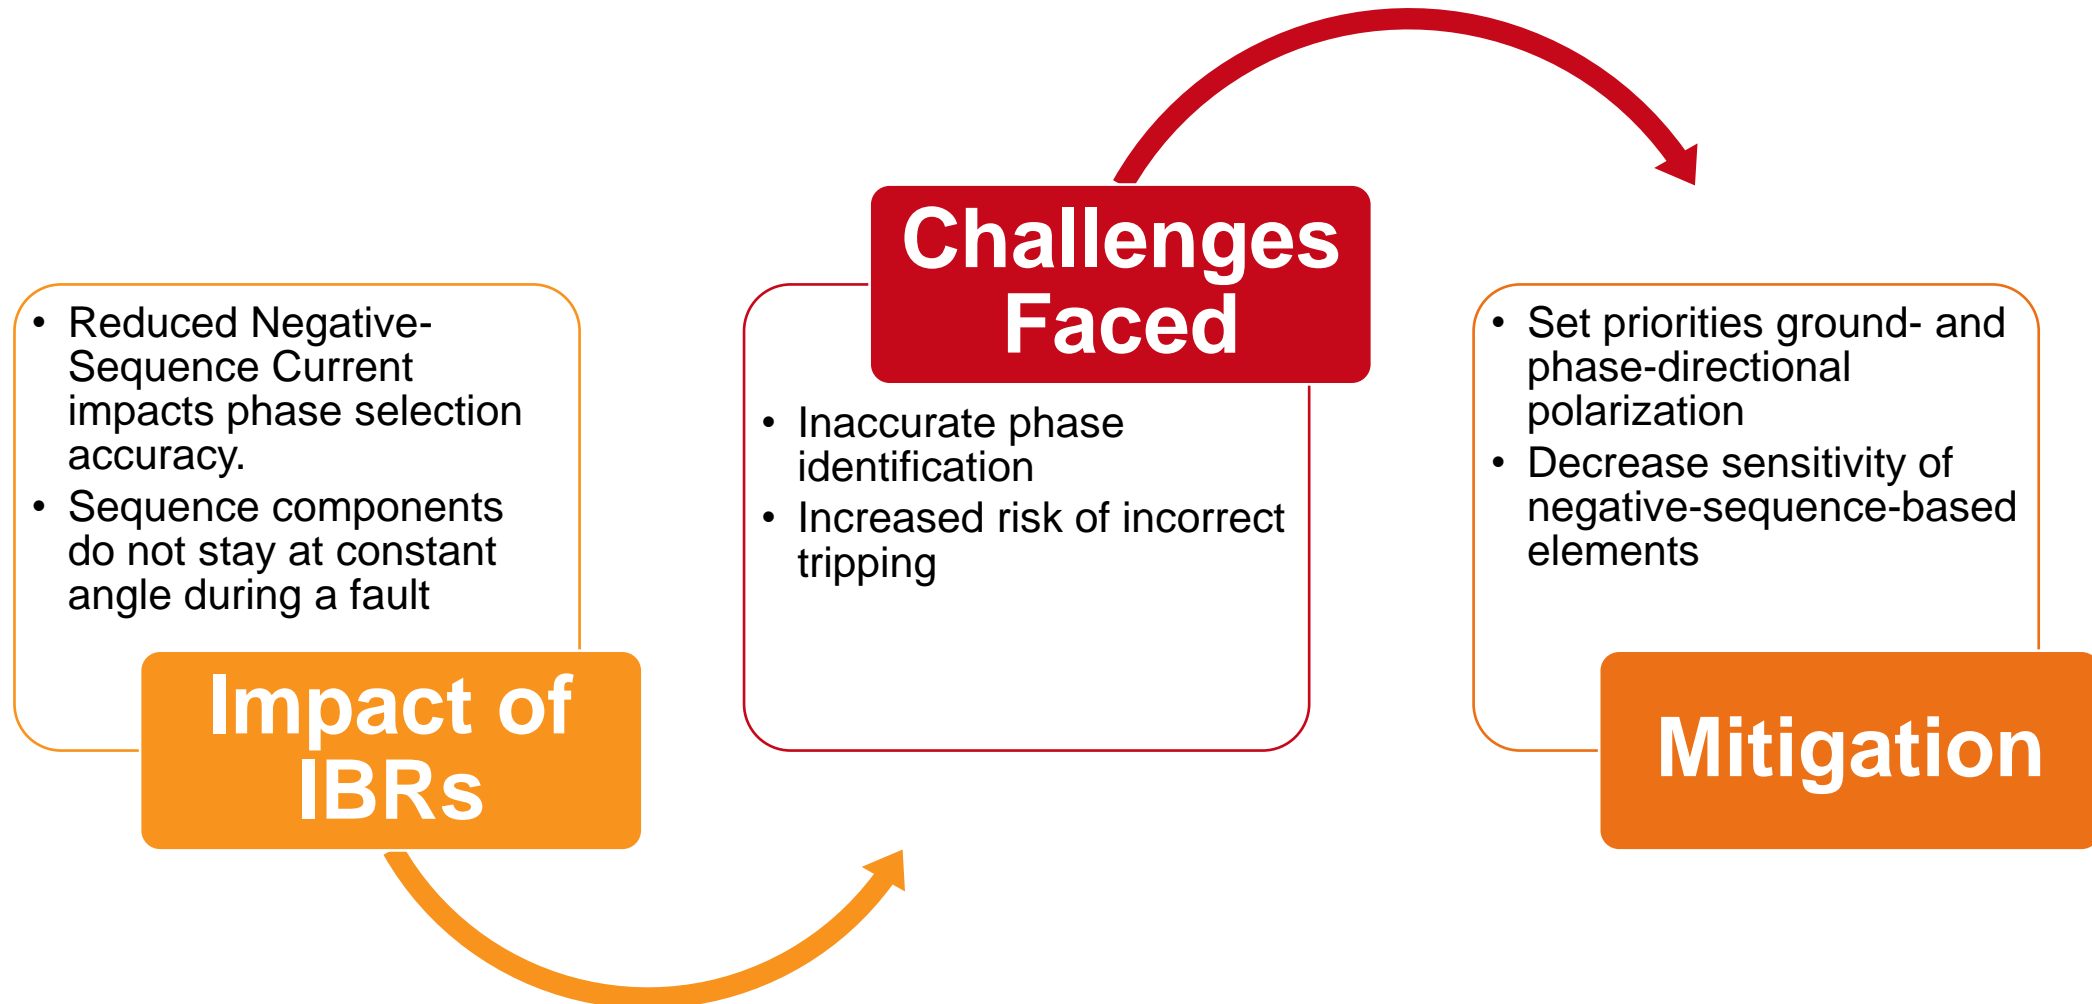 • Reduced Negative-
Sequence Current
impacts phase selection
accuracy.
• Sequence components
do not stay at constant
angle during a fault
Impact of
IBRs
Challenges
Faced
• Inaccurate phase
identification
• Increased risk of incorrect
tripping
• Set priorities ground- and
phase-directional
polarization
• Decrease sensitivity of
negative-sequence-based
elements
Mitigation